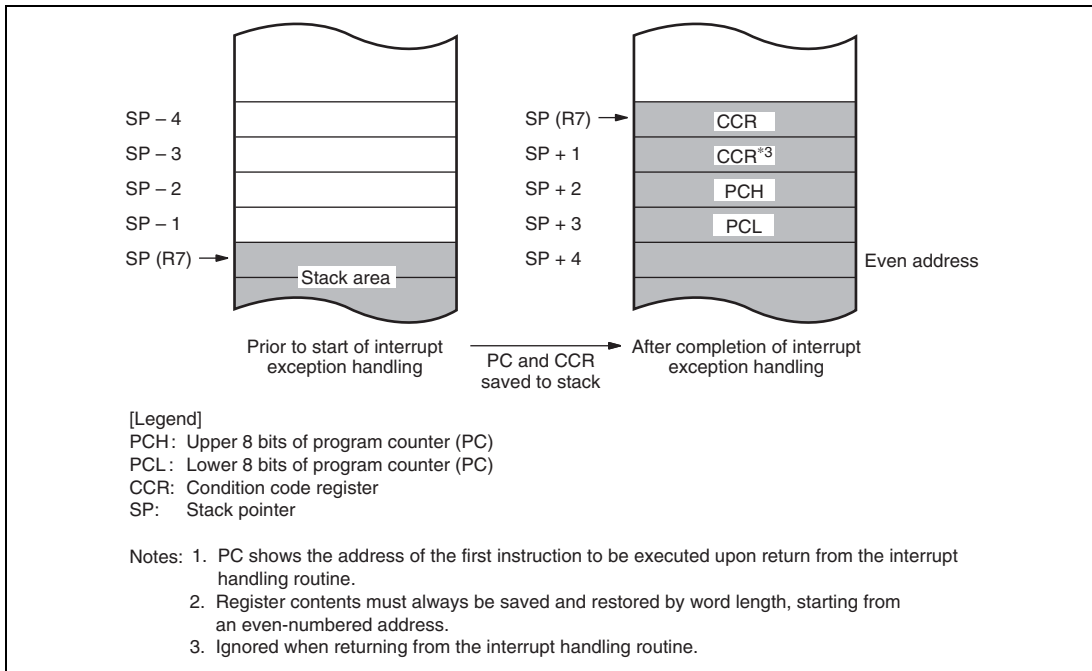 SP – 4
SP – 3
SP – 2
SP – 1
SP (R7)
Stack area
SP (R7)
SP + 1
SP + 2
SP + 3
SP + 4
CCR
CCR*3
PCH
PCL
Even address
Prior to start of interrupt
exception handling
PC and CCR
saved to stack
After completion of interrupt
exception handling
[Legend]
PCH: Upper 8 bits of program counter (PC)
PCL: Lower 8 bits of program counter (PC)
CCR: Condition code register
SP: Stack pointer
Notes: 1. PC shows the address of the first instruction to be executed upon return from the interrupt
handling routine.
2. Register contents must always be saved and restored by word length, starting from
an even-numbered address.
3. Ignored when returning from the interrupt handling routine.